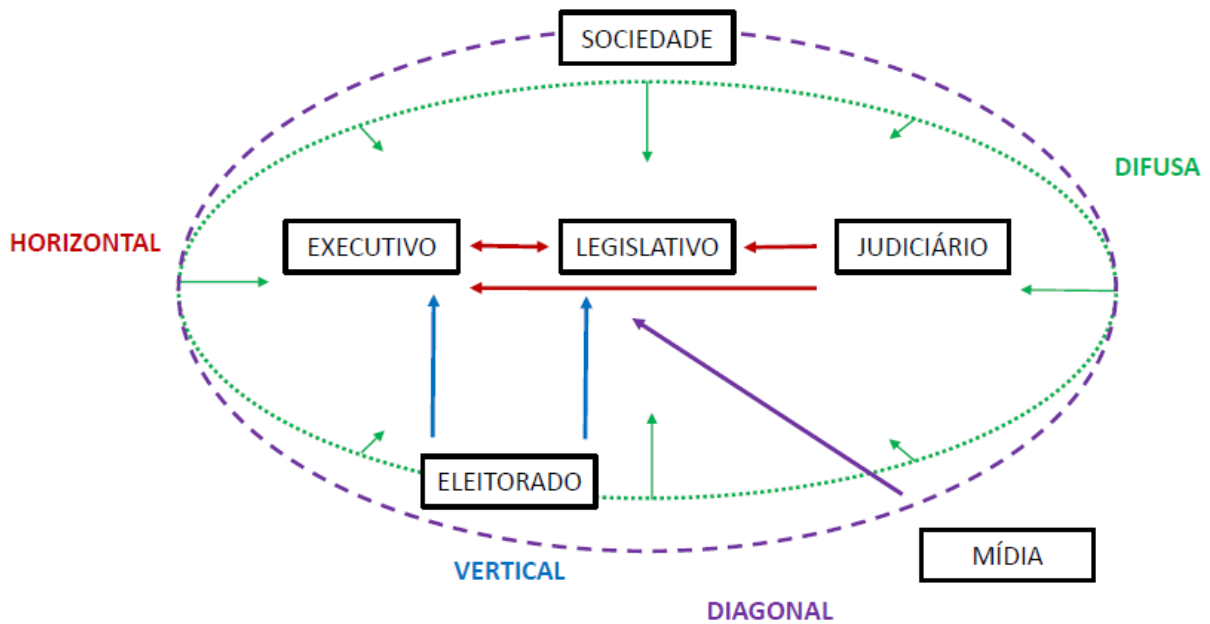 SOCIEDADE
DIFUSA
HORIZONTAL
EXECUTIVO
LEGISLATIVO
JUDICIÁRIO
ELEITORADO
MÍDIA
VERTICAL
DIAGONAL